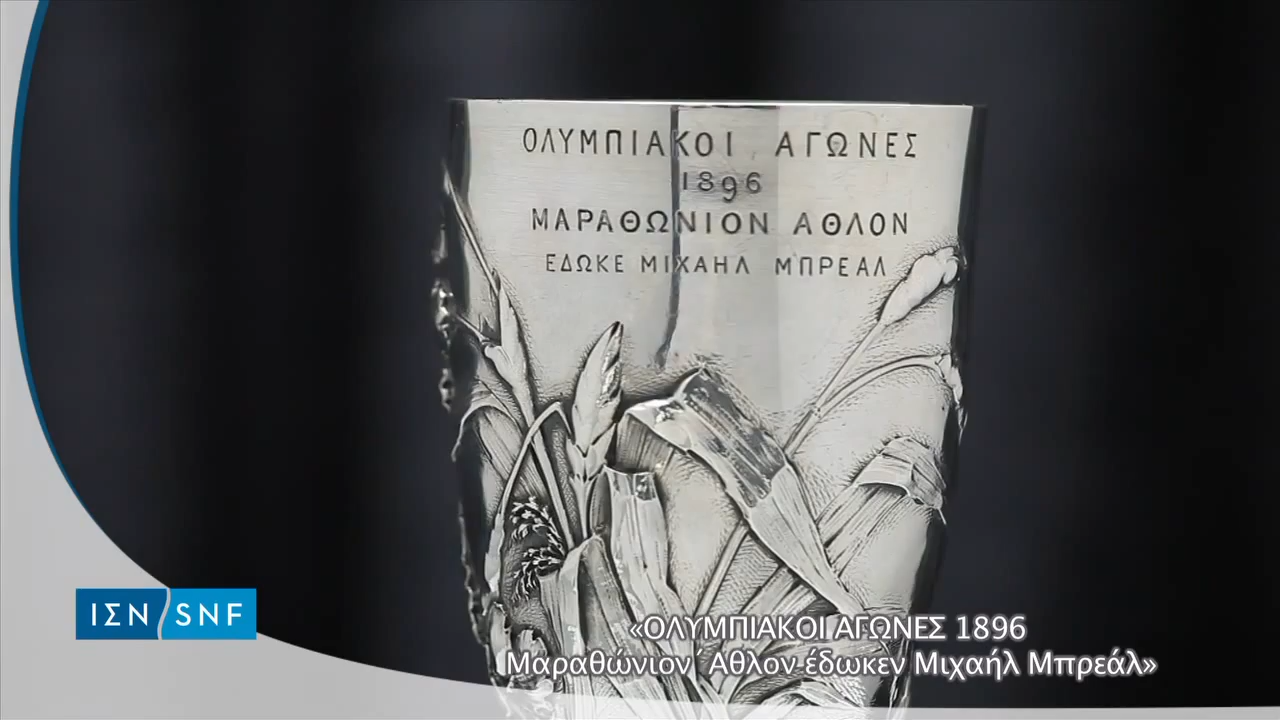 ΟΛΥΜΠΙΑΚΟΙ ΑΓΩΝΕΣ
1896
ΜΑΡΑΘΩΝΙΟΝ ΑΘΛΟΝ
ΕΔΩΚΕ ΜΙΧΑΗΛ ΜΠΡΕΑΛ
ΙΣΝ SNF
«ΟΛΥΜΠΙΑΚΟΙ ΑΓΩΝΕΣ 1896
Μαραθώνιον Άθλον έδωκεν Μιχαήλ Μπρεάλ»